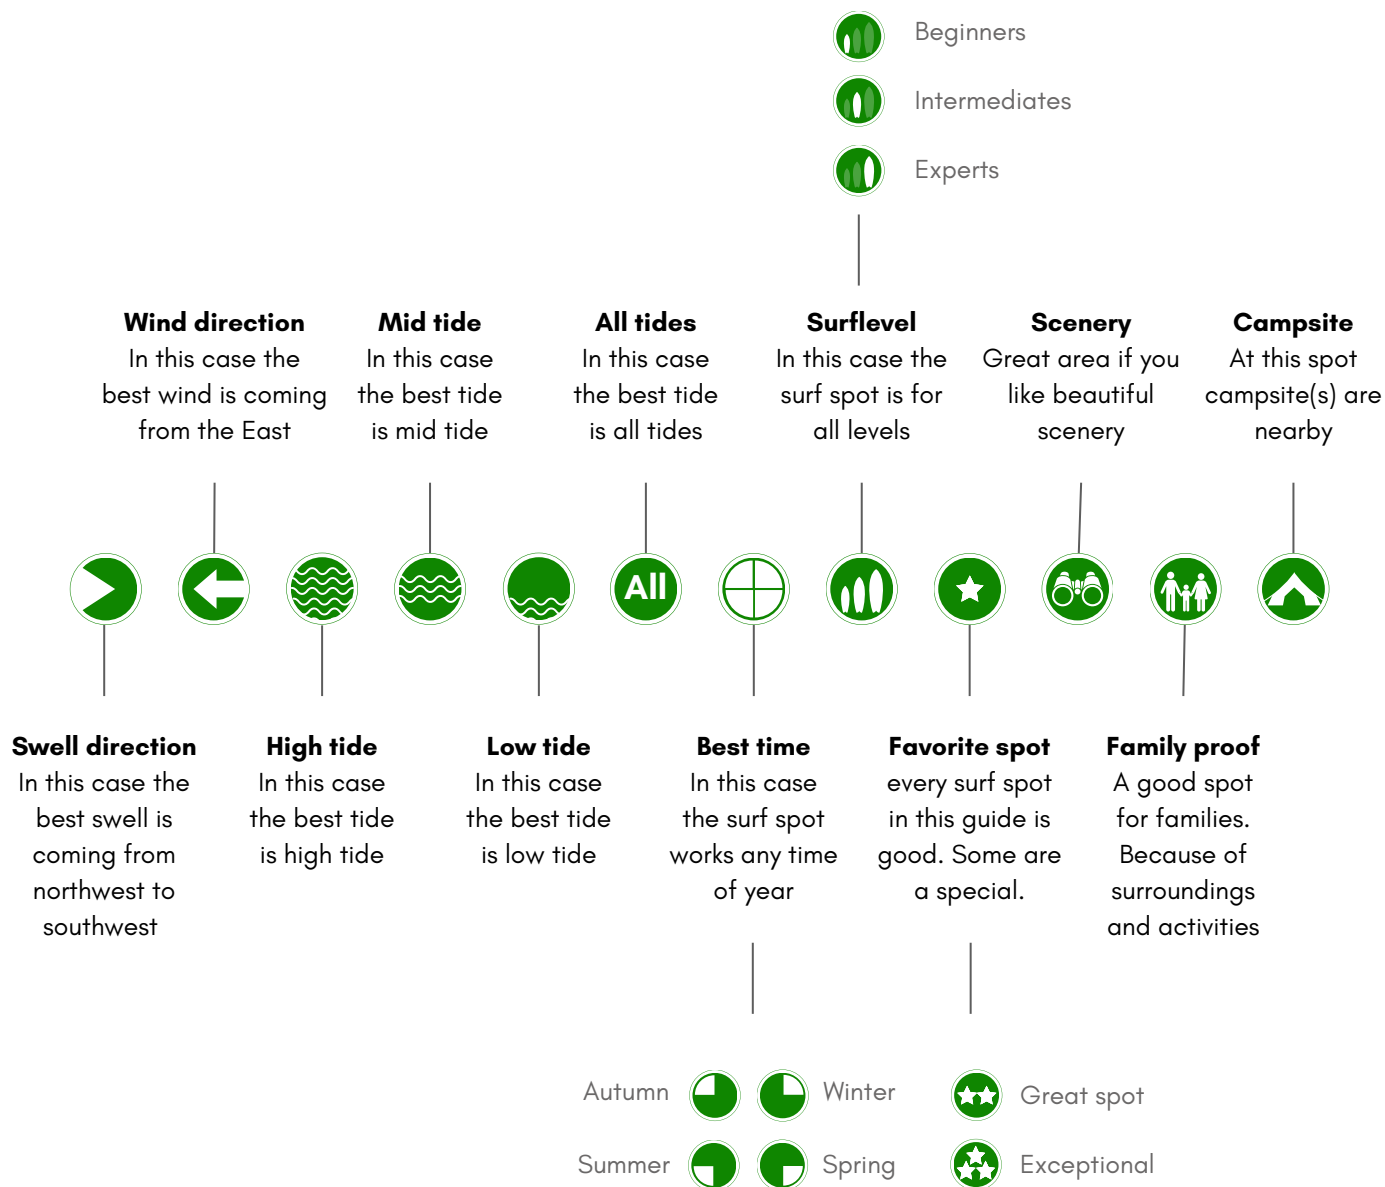 Beginners
Intermediates
Experts
Wind direction
In this case the
best wind is coming
from the East
Mid tide
In this case
the best tide
is mid tide
All tides
In this case
the best tide
is all tides
Surflevel
In this case the
surf spot is for
all levels
Scenery
Great area if you
like beautiful
scenery
Campsite
At this spot
campsite(s) are
nearby
All
Swell direction
In this case the
best swell is
coming from
northwest to
southwest
High tide
In this case
the best tide
is high tide
Low tide
In this case
the best tide
is low tide
Best time
In this case
the surf spot
works any time
of year
Favorite spot
every surf spot
in this guide is
good. Some are
a special.
Family proof
A good spot
for families.
Because of
surroundings
and activities
Autumn
Winter
Great spot
Summer
Spring
Exceptional